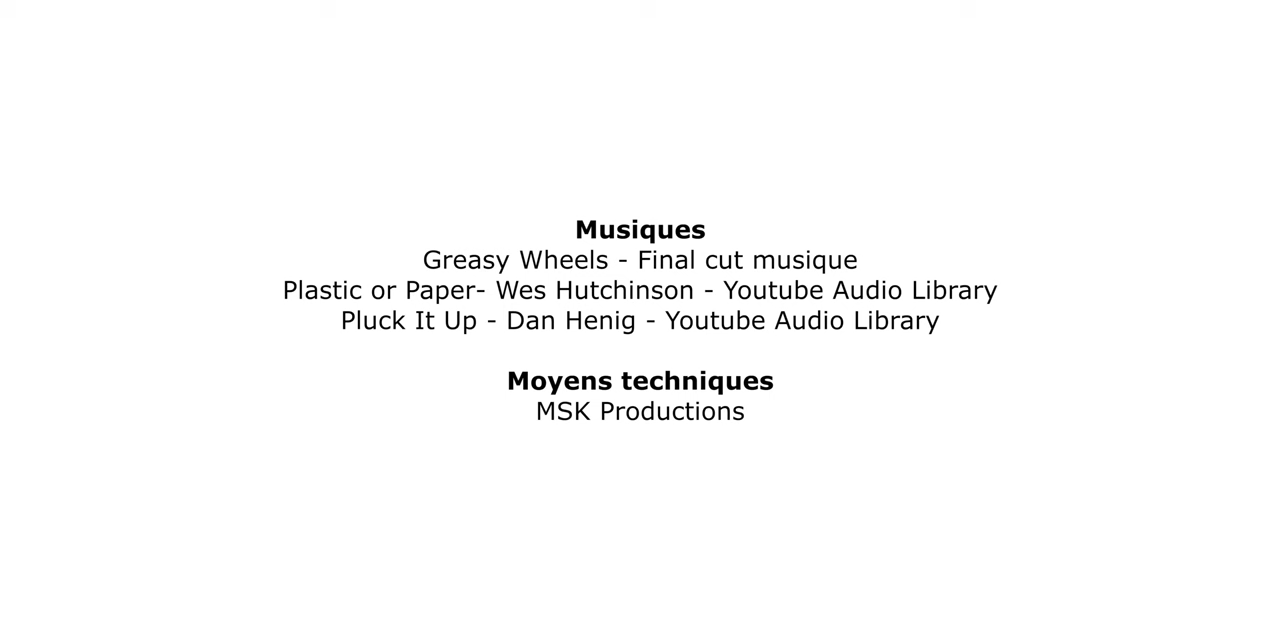 Musiques
Greasy Wheels - Final cut musique
Plastic or Paper- Wes Hutchinson - Youtube Audio Library
Pluck It Up - Dan Henig - Youtube Audio Library
Moyens techniques
MSK Productions